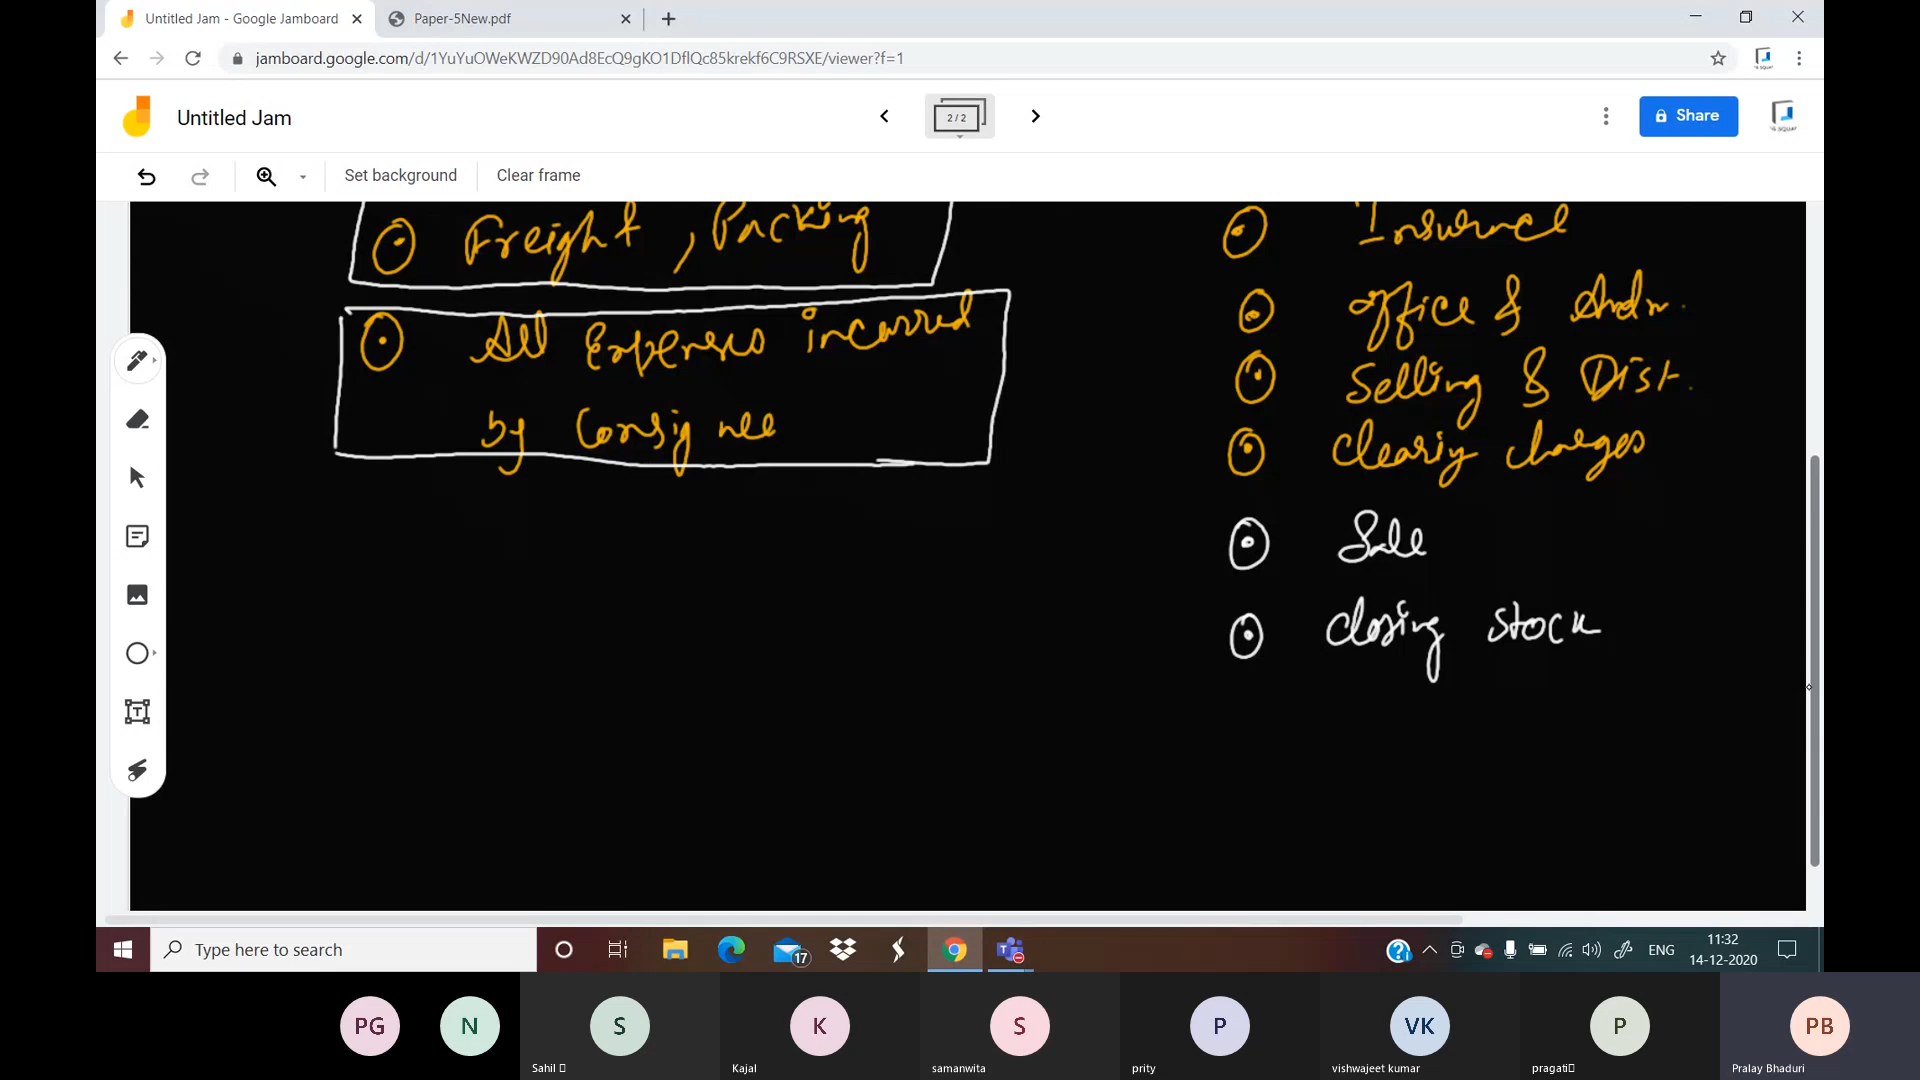 Untitled Jam - Google Jamboard
Paper-5New.pdf
jamboard.google.com/d/1YuYuOWeKWZD90Ad8EcQ9gKO1DflQc85krekf6C9RSXE/viewer?f=1
Untitled Jam
2 / 2
Share
Set background
Clear frame
Freight, Packing
All Expenses incurred
by Consignee
Insurance
Office & Adm.
Selling & Dist.
Clearing charges
Sale
Closing stock
Type here to search
17
ENG
11:32
14-12-2020
PG
N
S
K
S
P
VK
P
PB
Sahil
Kajal
samanwita
prity
vishwajeet kumar
pragati
Pralay Bhaduri